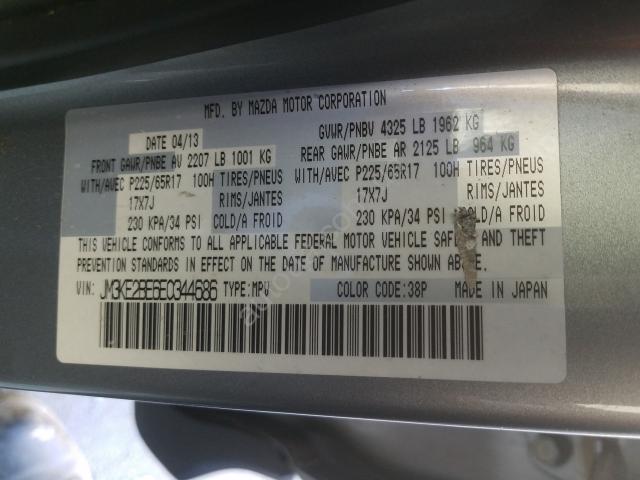 MFD. BY MAZDA MOTOR CORPORATION
DATE 04/13 GVWR/PNBV 4325 LB 1962 KG
FRONT GAWR/PNBE AV 2207 LB 1001 KG REAR GAWR/PNBE AR 2125 LB 964 KG
WITH/AVEC P225/65R17 100H TIRES/PNEUS WITH/AVEC P225/65R17 100H TIRES/PNEUS
17X7J RIMS/JANTES 17X7J RIMS/JANTES
230 KPA/34 PSI COLD/A FROID 230 KPA/34 PSI COLD/A FROID
THIS VEHICLE CONFORMS TO ALL APPLICABLE FEDERAL MOTOR VEHICLE SAFETY AND THEFT
PREVENTION STANDARDS IN EFFECT ON THE DATE OF MANUFACTURE SHOWN ABOVE.
VIN: JM3KE2BE6E0344686 TYPE:MPV COLOR CODE:38P MADE IN JAPAN